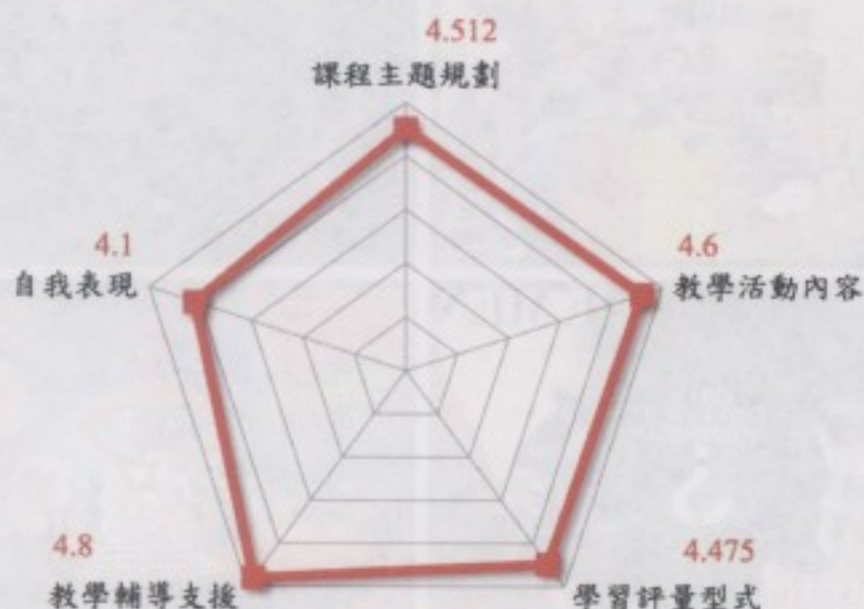 4.512
課程主題規劃
4.1
自我表現
4.6
教學活動內容
4.8
教學輔導支援
4.475
學習評量型式